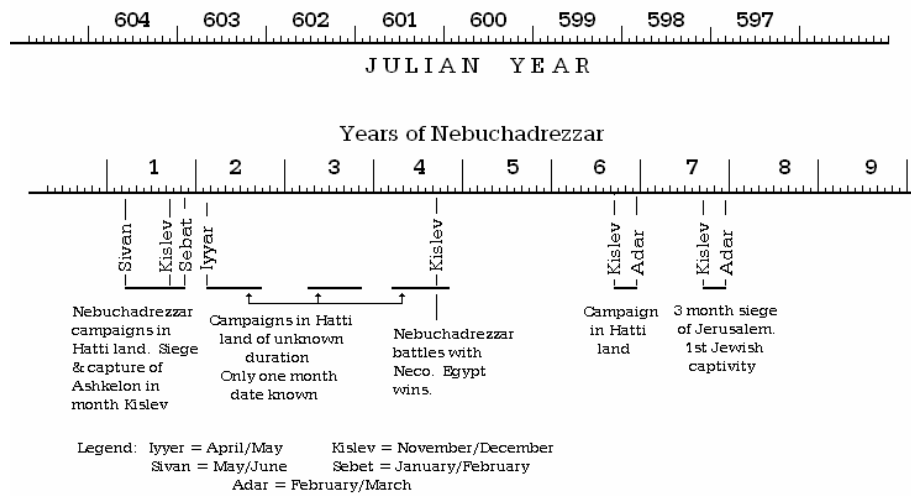 604 603 602 601 600 599 598 597
JULIAN YEAR
Years of Nebuchadrezzar
1 2 3 4 5 6 7 8 9
Sivan
Kislev
Sebat
Iyyar
Kislev
Kislev
Adar
Kislev
Adar
Nebuchadrezzar
campaigns in
Hatti land. Siege
& capture of
Ashkelon in
month Kislev
Campaigns in Hatti
land of unknown
duration
Only one month
date known
Nebuchadrezzar
battles with
Neco. Egypt
wins.
Campaign
in Hatti
land
3 month siege
of Jerusalem.
1st Jewish
captivity
Legend: Iyyer = April/May Kislev = November/December
Sivan = May/June Sebet = January/February
Adar = February/March